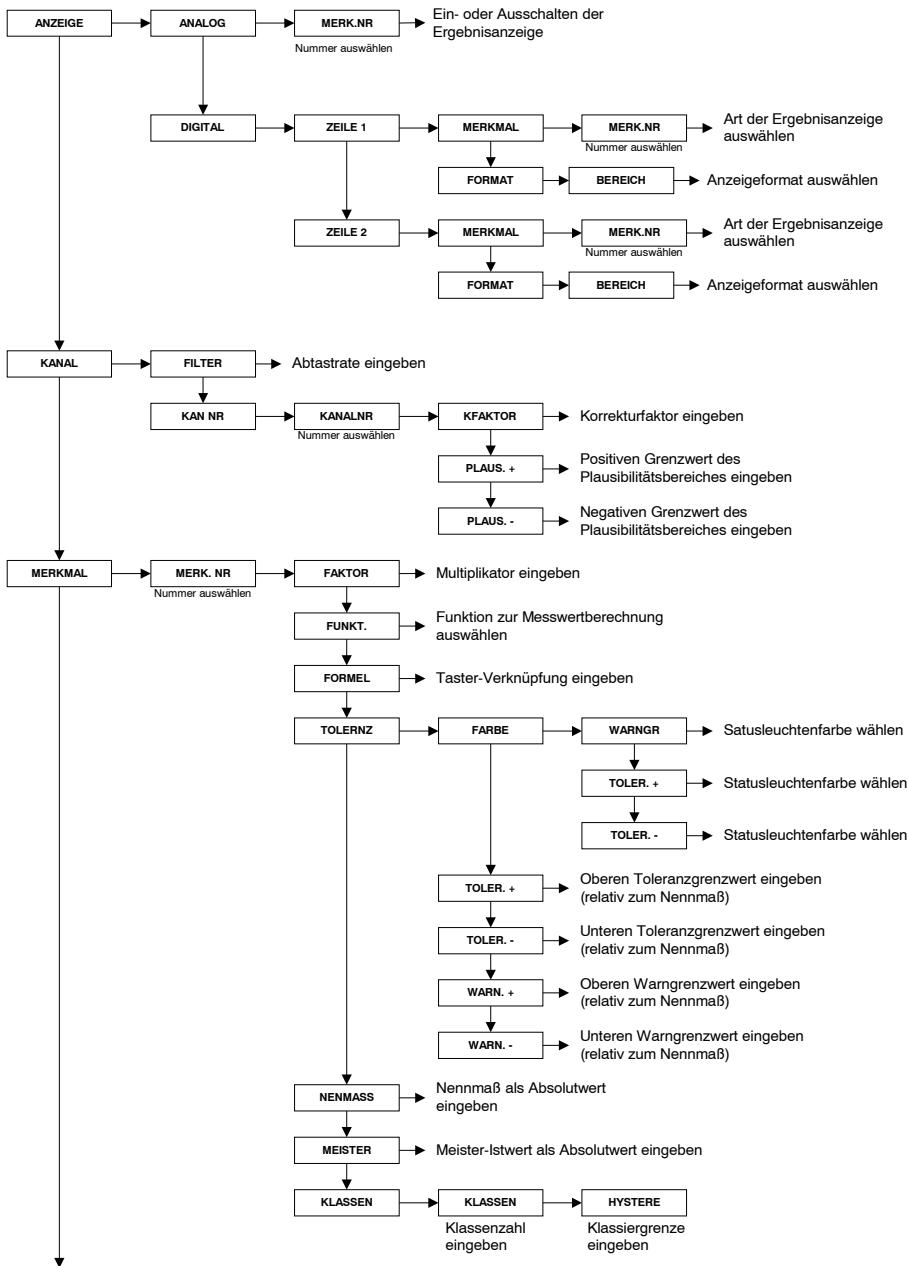 ANZEIGE ANALOG MERK.NR Ein- oder Ausschalten der
Ergebnisanzeige
Nummer auswählen
DIGITAL ZEILE 1 MERKMAL MERK.NR Art der Ergebnisanzeige
auswählen
Nummer auswählen
FORMAT BEREICH Anzeigeformat auswählen
ZEILE 2 MERKMAL MERK.NR Art der Ergebnisanzeige
auswählen
Nummer auswählen
FORMAT BEREICH Anzeigeformat auswählen
KANAL FILTER Abtastrate eingeben
KAN NR KANALNR KFAKTOR Korrekturfaktor eingeben
Nummer auswählen
PLAUS. + Positiven Grenzwert des
Plausibilitätsbereiches eingeben
PLAUS. - Negativen Grenzwert des
Plausibilitätsbereiches eingeben
MERKMAL MERK. NR FAKTOR Multiplikator eingeben
Nummer auswählen
FUNKT. Funktion zur Messwertberechnung
auswählen
FORMEL Taster-Verknüpfung eingeben
TOLERNZ FARBE WARNGR Satusleuchtenfarbe wählen
TOLER. + Statusleuchtenfarbe wählen
TOLER. - Statusleuchtenfarbe wählen
TOLER. + Oberen Toleranzgrenzwert eingeben
(relativ zum Nennmaß)
TOLER. - Unteren Toleranzgrenzwert eingeben
(relativ zum Nennmaß)
WARN. + Oberen Warngrenzwert eingeben
(relativ zum Nennmaß)
WARN. - Unteren Warngrenzwert eingeben
(relativ zum Nennmaß)
NENMASS Nennmaß als Absolutwert
eingeben
MEISTER Meister-Istwert als Absolutwert eingeben
KLASSEN KLASSEN HYSTERE
Klassenzahl Klassiergrenze
eingeben eingeben